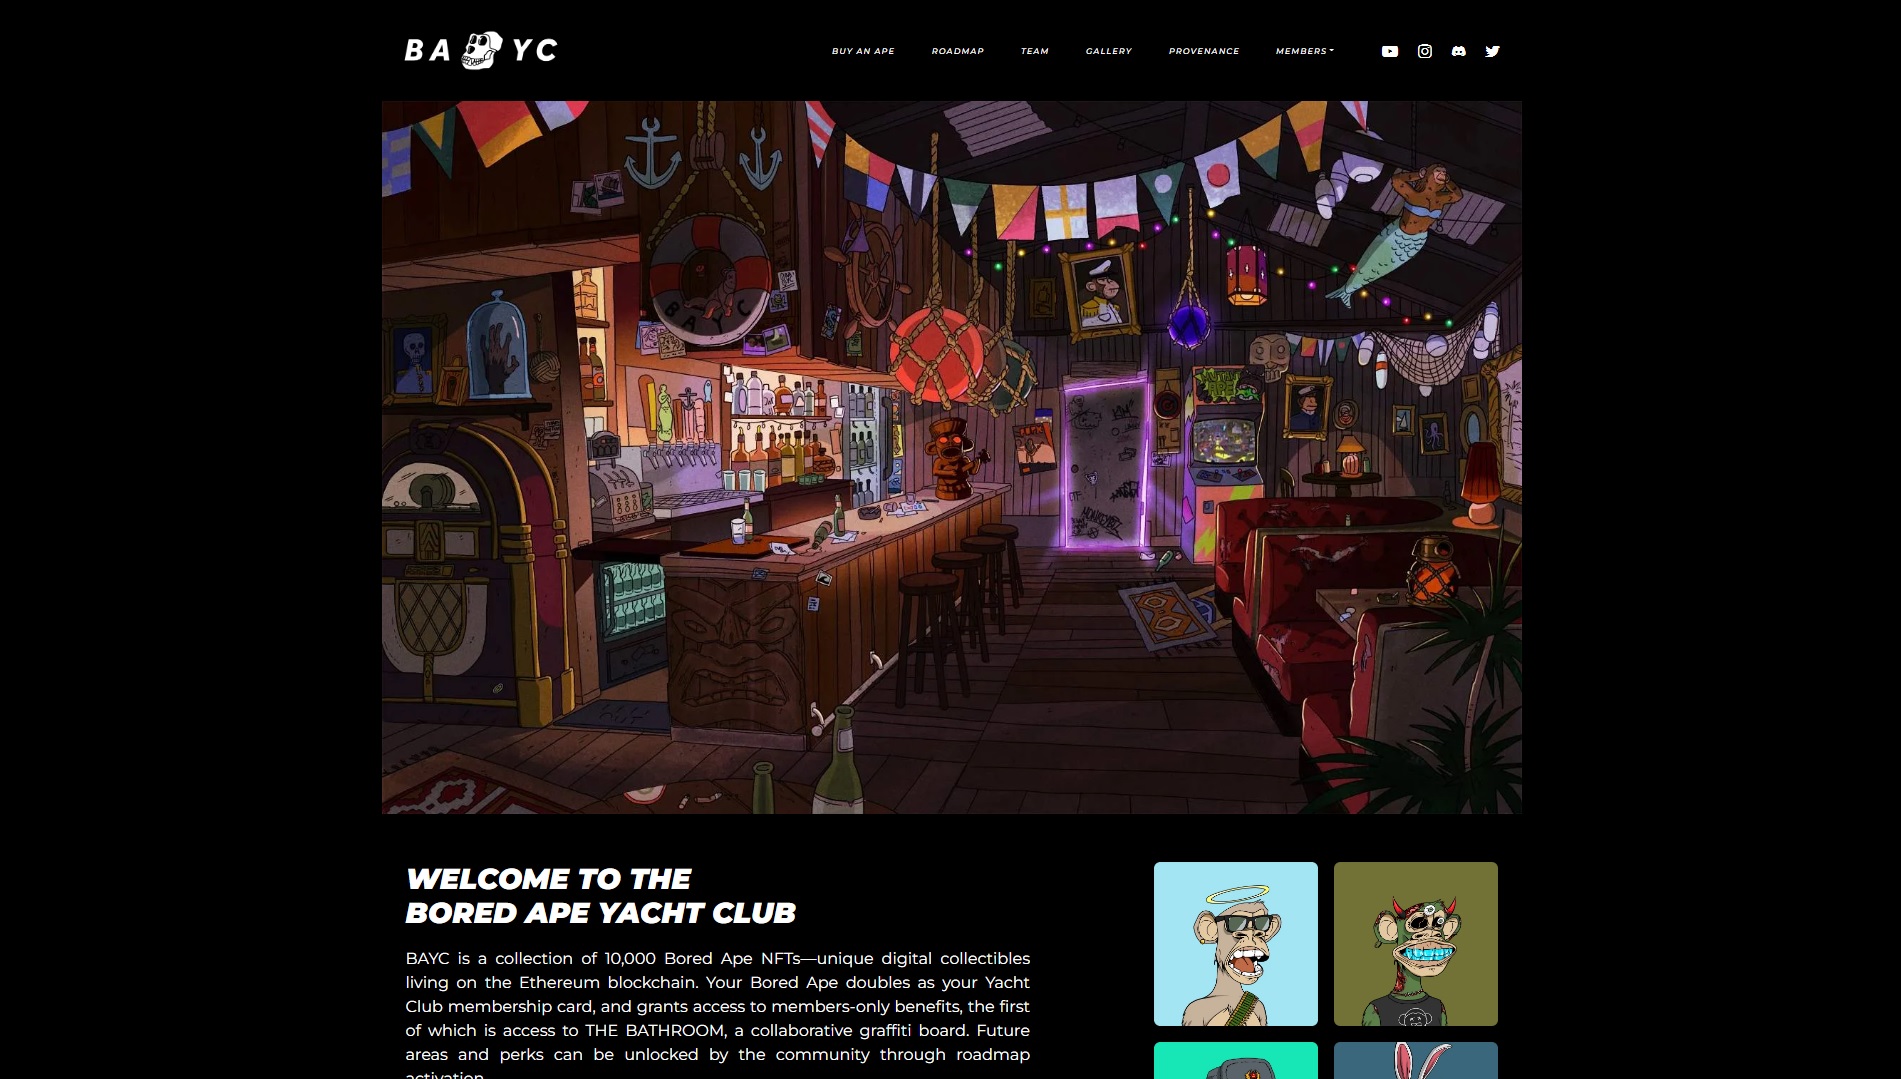 BA YC
BUY AN APE ROADMAP TEAM GALLERY PROVENANCE MEMBERS
BAYC
WELCOME TO THE
BORED APE YACHT CLUB
BAYC is a collection of 10,000 Bored Ape NFTs—unique digital collectibles
living on the Ethereum blockchain. Your Bored Ape doubles as your Yacht
Club membership card, and grants access to members-only benefits, the first
of which is access to THE BATHROOM, a collaborative graffiti board. Future
areas and perks can be unlocked by the community through roadmap
activation.